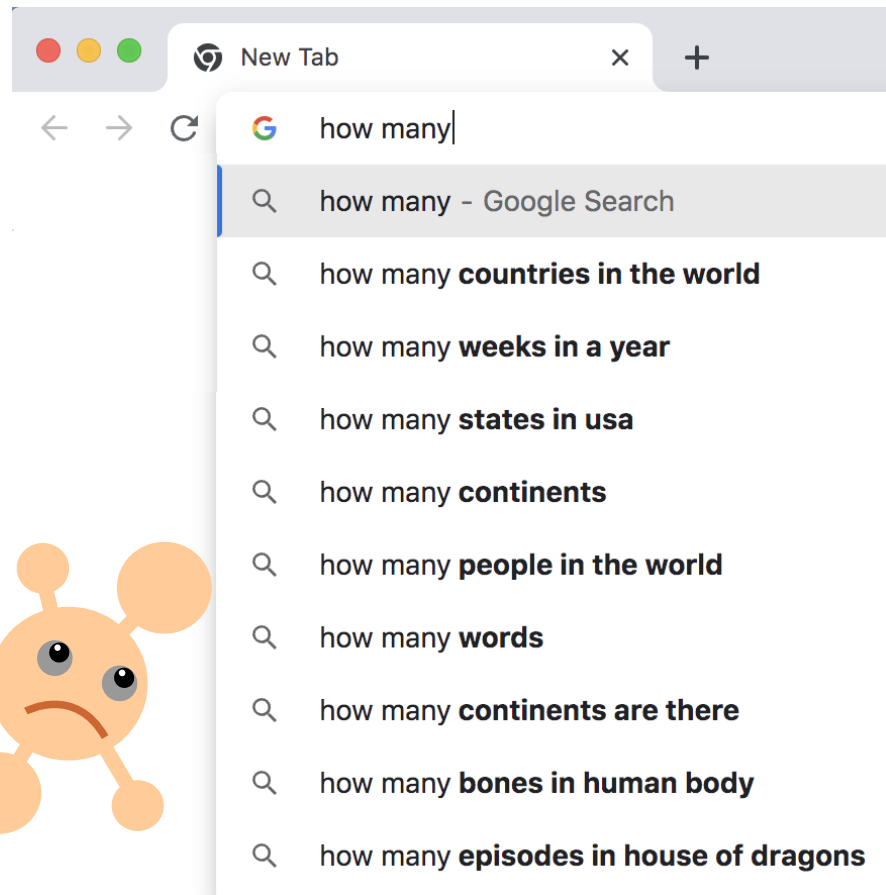 New Tab
how many
how many - Google Search
how many countries in the world
how many weeks in a year
how many states in usa
how many continents
how many people in the world
how many words
how many continents are there
how many bones in human body
how many episodes in house of dragons